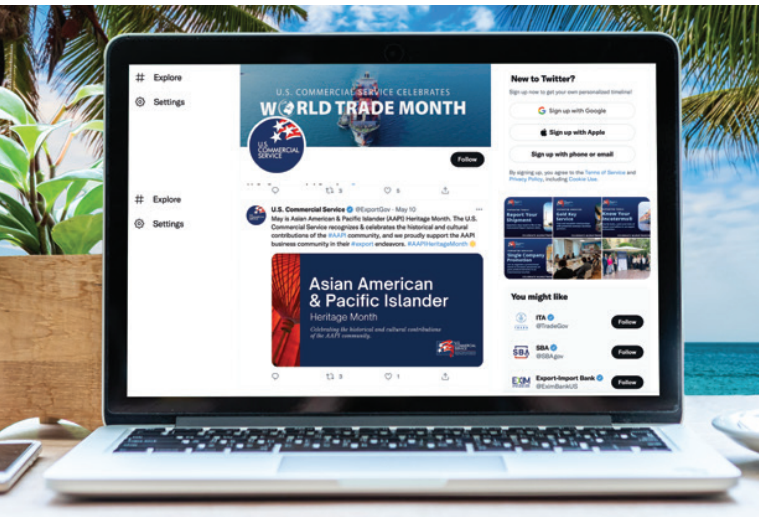 Explore
Settings
Explore
Settings
U.S. COMMERCIAL SERVICE CELEBRATES
WORLD TRADE MONTH
U.S.
COMMERCIAL
SERVICE
Follow
3
5
U.S. Commercial Service @ExportGov · May 10
May is Asian American & Pacific Islander (AAPI) Heritage Month. The U.S.
Commercial Service recognizes & celebrates the historical and cultural
contributions of the #AAPI community, and we proudly support the AAPI
business community in their #export endeavors. #AAPIHeritageMonth
Asian American
& Pacific Islander
Heritage Month
Celebrating the historical and cultural contributions
of the AAPI community.
U.S.
COMMERCIAL
SERVICE
3
1
New to Twitter?
Sign up now to get your own personalized timeline!
Sign up with Google
Sign up with Apple
Sign up with phone or email
By signing up, you agree to the Terms of Service and
Privacy Policy, including Cookie Use.
Report Your
Shipment
Gold Key
Service
Know Your
Incoterms®
Single Company
Promotion
You might like
ITA
@TradeGov
Follow
SBA
SBA
@SBAgov
Follow
EXIM
Export-Import Bank
@EximBankUS
Follow